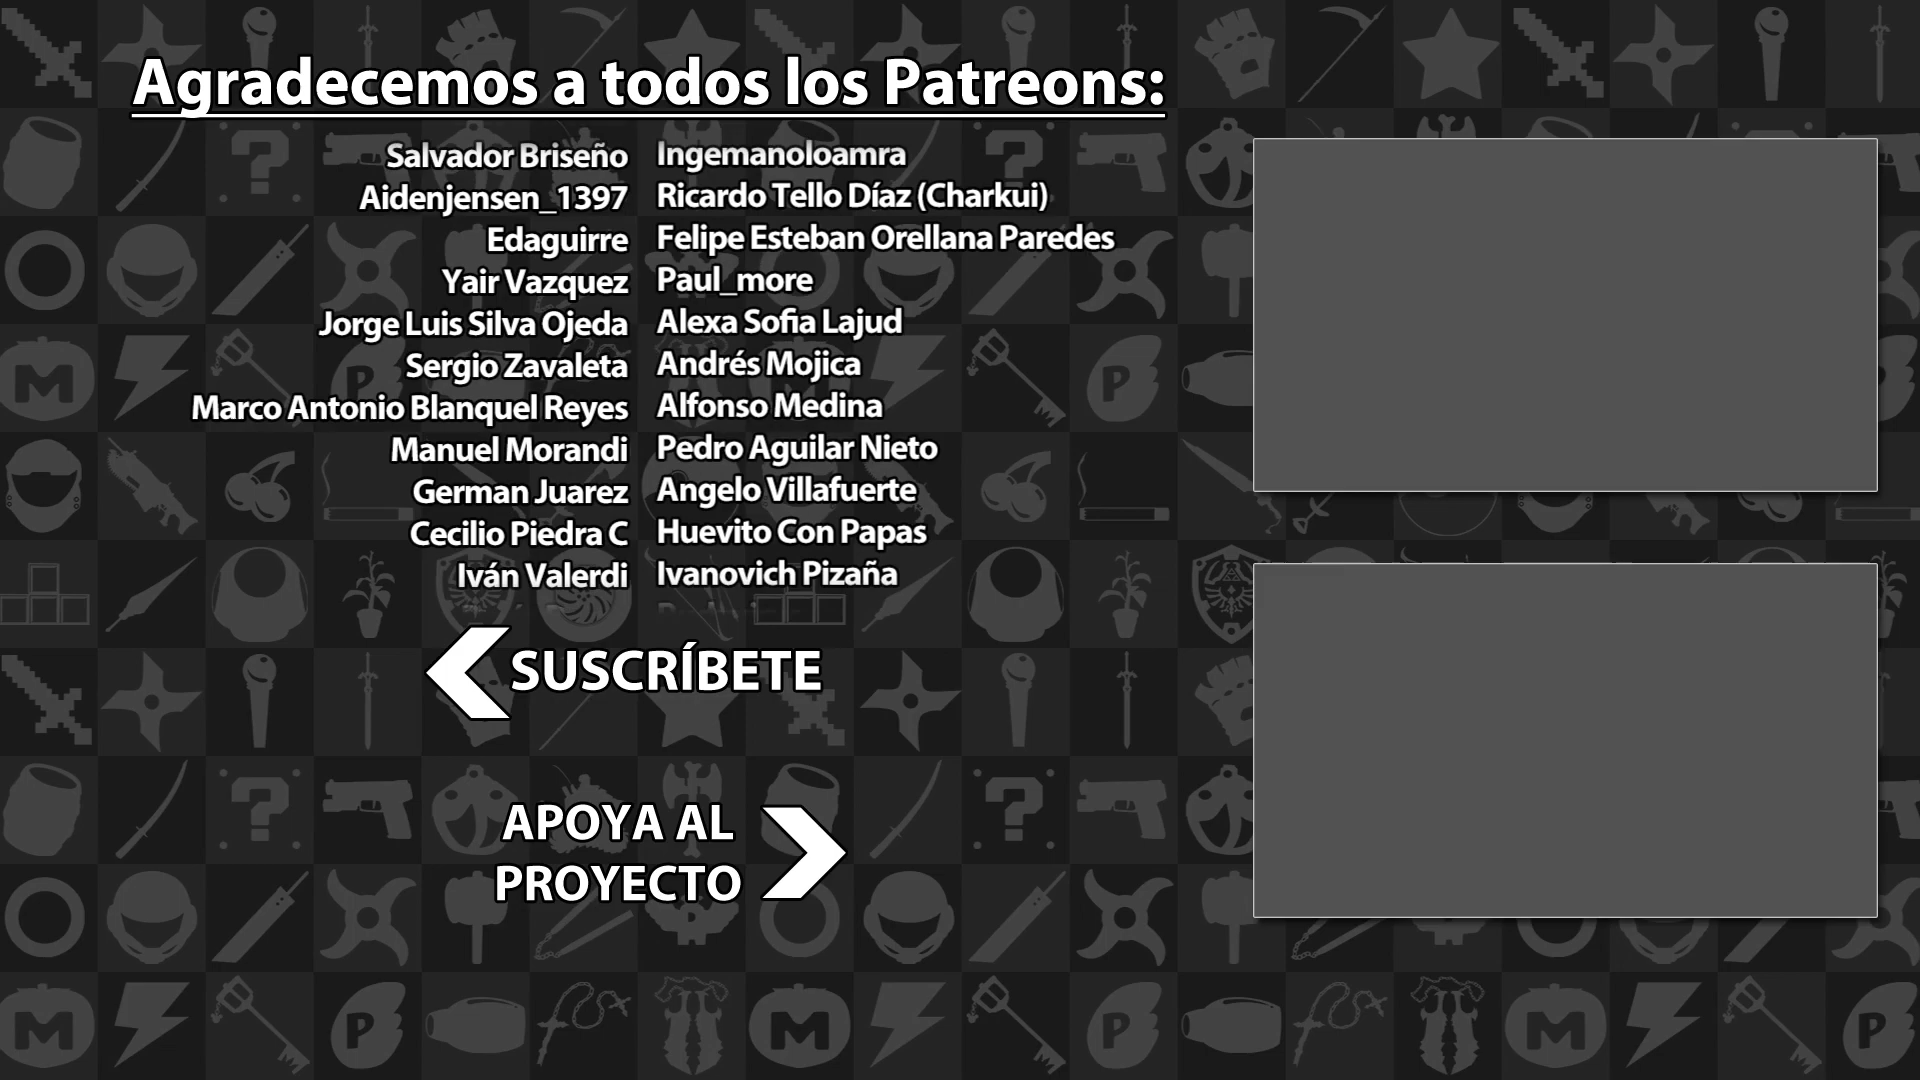 Agradecemos a todos los Patreons:
Salvador Briseño
Aidenjensen_1397
Edaguirre
Yair Vazquez
Jorge Luis Silva Ojeda
Sergio Zavaleta
Marco Antonio Blanquel Reyes
Manuel Morandi
German Juarez
Cecilio Piedra C
Iván Valerdi
Ingemanoloamra
Ricardo Tello Díaz (Charkui)
Felipe Esteban Orellana Paredes
Paul_more
Alexa Sofia Lajud
Andrés Mojica
Alfonso Medina
Pedro Aguilar Nieto
Angelo Villafuerte
Huevito Con Papas
Ivanovich Pizaña
SUSCRÍBETE
APOYA AL
PROYECTO